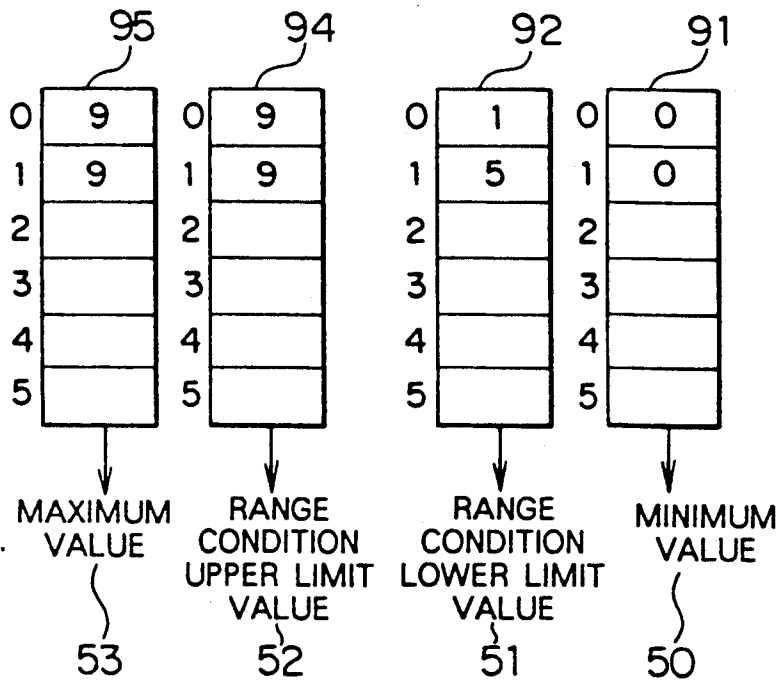 95 94 92 91
0 9 0 9 0 1 0 0
1 9 1 9 1 5 1 0
2 2 2 2
3 3 3 3
4 4 4 4
5 5 5 5
MAXIMUM
VALUE
53
RANGE
CONDITION
UPPER LIMIT
VALUE
52
RANGE
CONDITION
LOWER LIMIT
VALUE
51
MINIMUM
VALUE
50